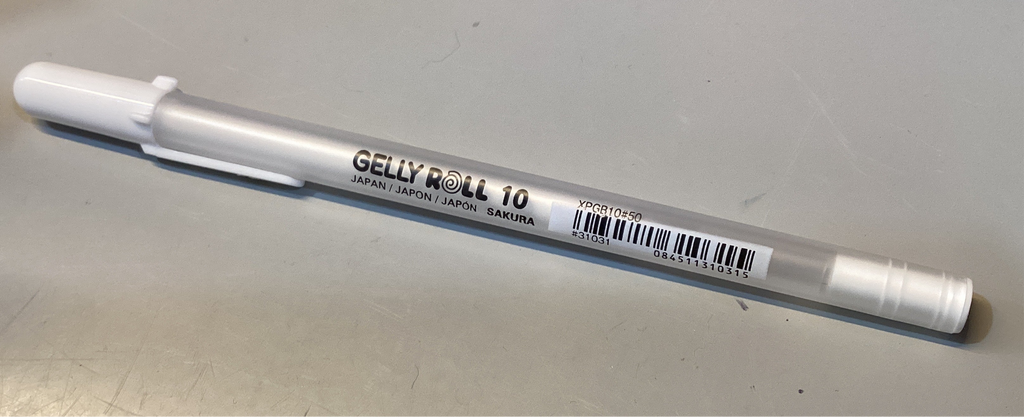 GELLY ROLL 10
JAPAN / JAPON / JAPÓN SAKURA
XPGB10#50
#31031
084511310315